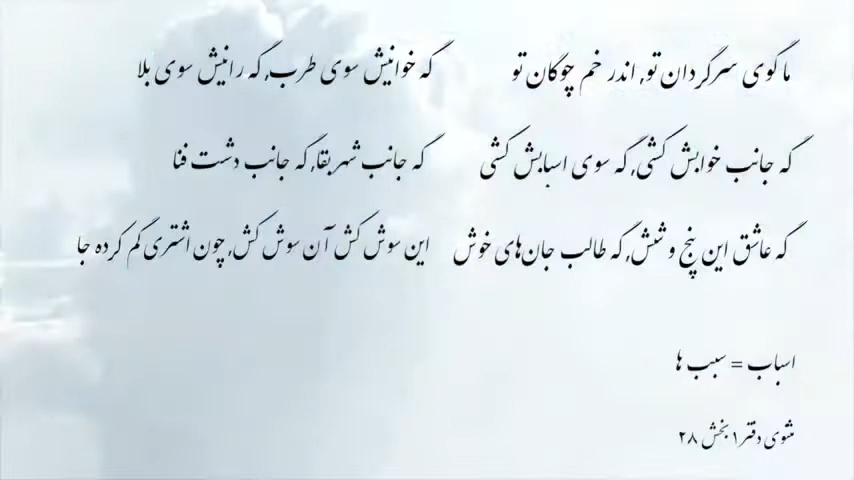 ما گوی سرگردان تو, اندر خم چوگان تو گه خوانیش سوی طرب, گه رانیش سوی بلا
گه جانب خوابش کشی, گه سوی اسبابش کشی گه جانب شهر بقا, گه جانب دشت فنا
گه عاشق این پنج و شش, گه طالب جان‌های خوش این سوش کش آن سوش کش, چون اشتری گم کرده جا
اسباب = سبب ها
مثنوی دفتر ۱ بخش ۲۸